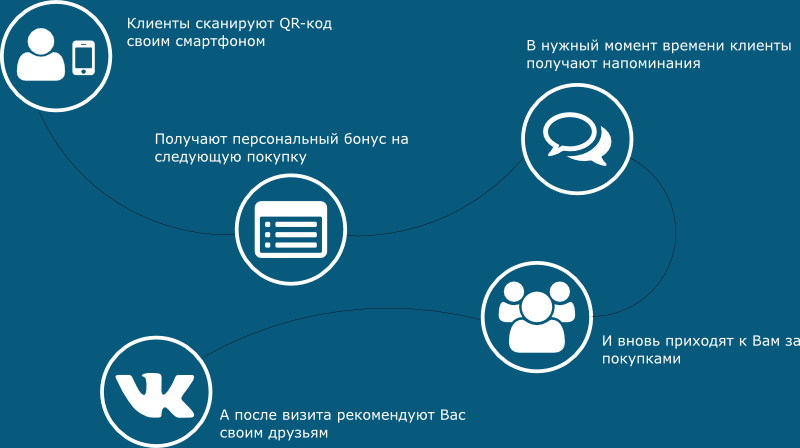 Клиенты сканируют QR-код
своим смартфоном
Получают персональный бонус на
следующую покупку
В нужный момент времени клиенты
получают напоминания
И вновь приходят к Вам за
покупками
А после визита рекомендуют Вас
своим друзьям